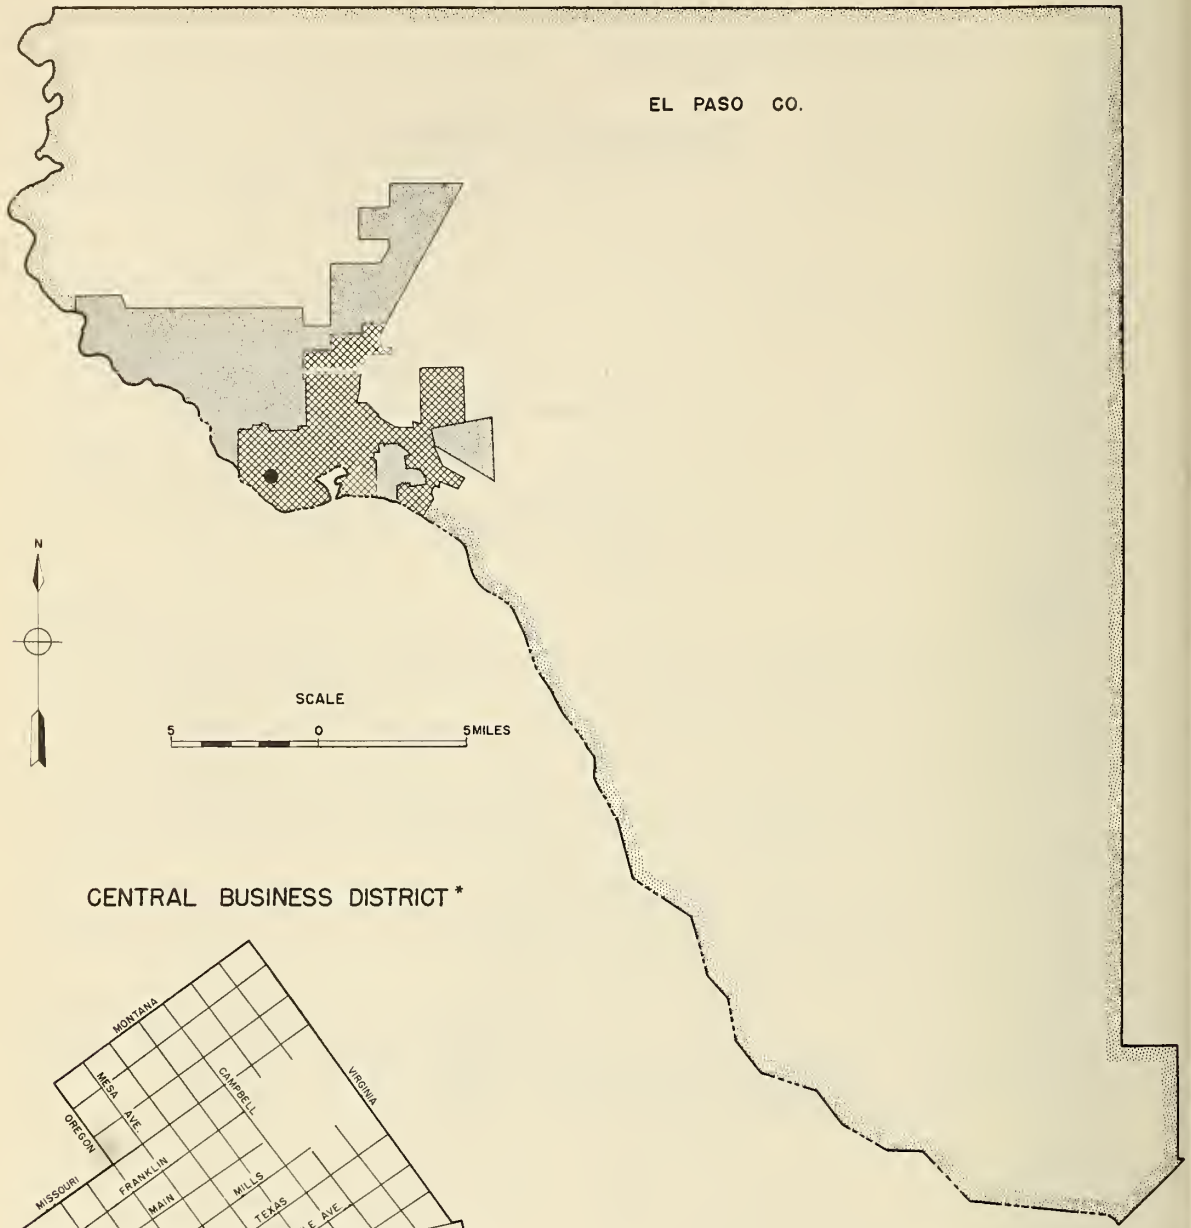 EL PASO CO.
N
SCALE
5 0 5 MILES
CENTRAL BUSINESS DISTRICT*
MONTANA
MESA AVE.
OREGON
CAMPBELL
VIRGINIA
MISSOURI
FRANKLIN
MAIN
MILLS
TEXAS
AVE.